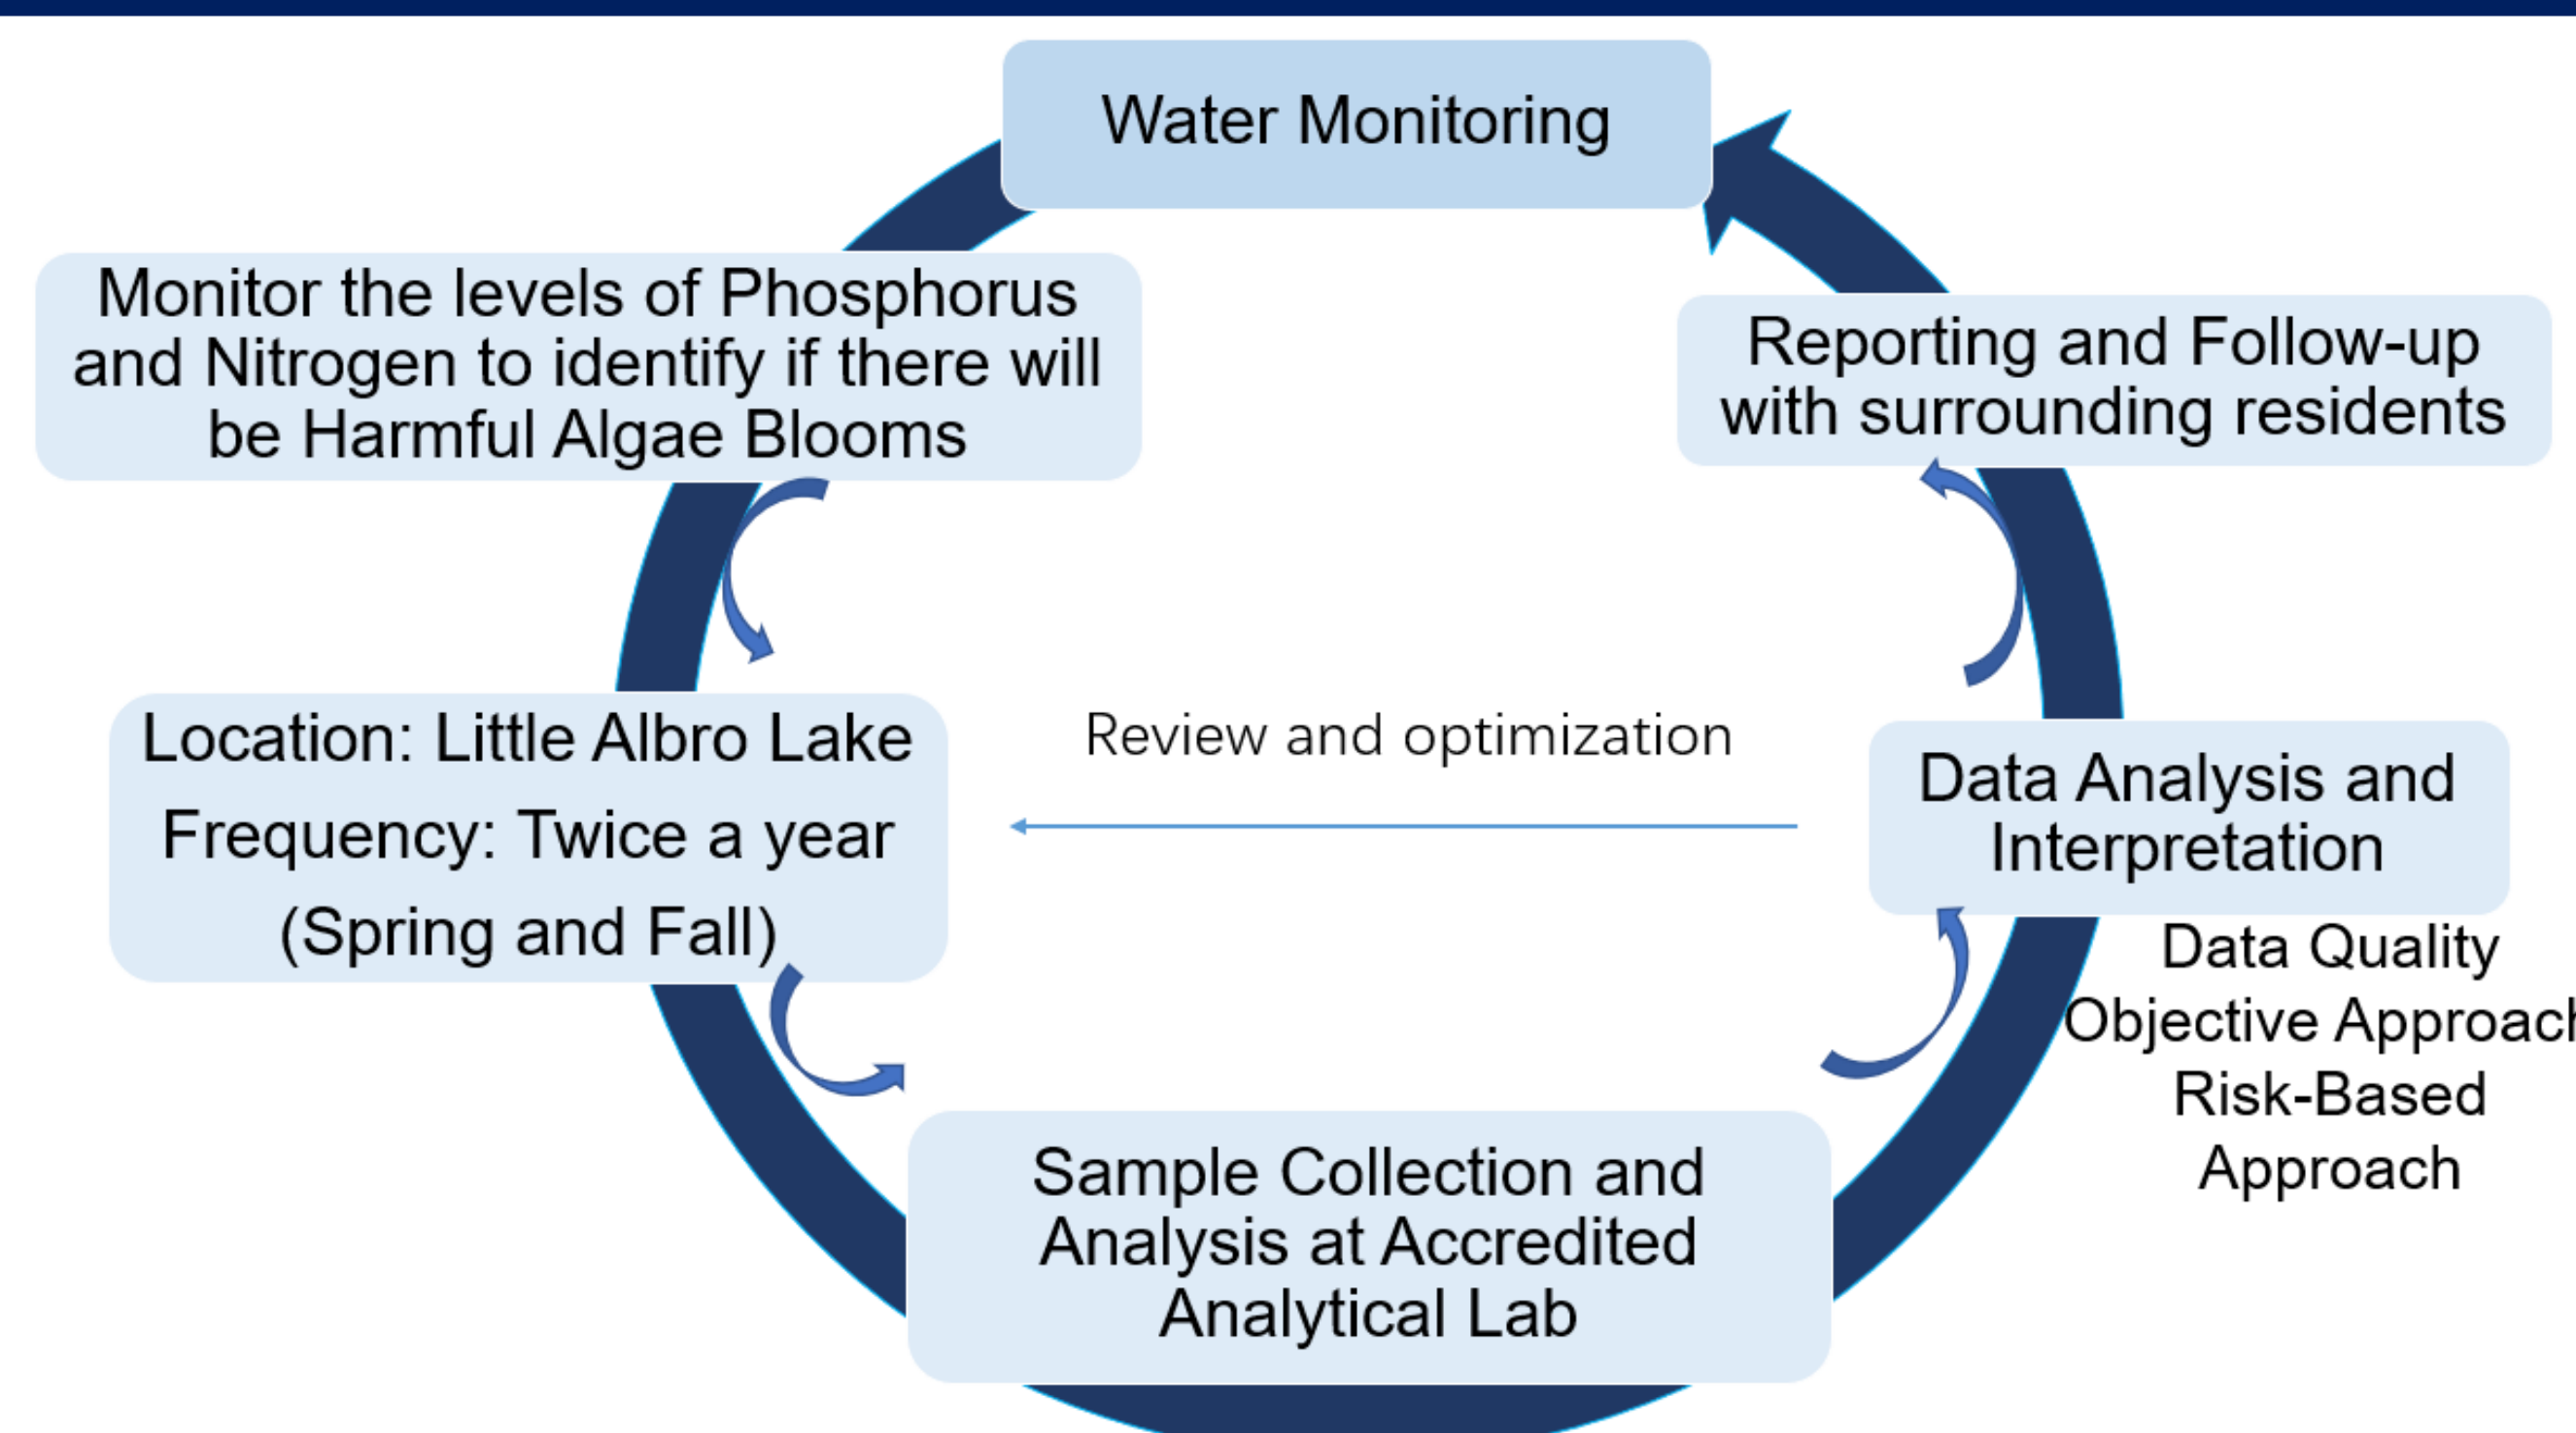 Water Monitoring
Monitor the levels of Phosphorus
and Nitrogen to identify if there will
be Harmful Algae Blooms
Location: Little Albro Lake
Frequency: Twice a year
(Spring and Fall)
Sample Collection and
Analysis at Accredited
Analytical Lab
Data Analysis and
Interpretation
Data Quality
Objective Approach
Risk-Based
Approach
Reporting and Follow-up
with surrounding residents
Review and optimization